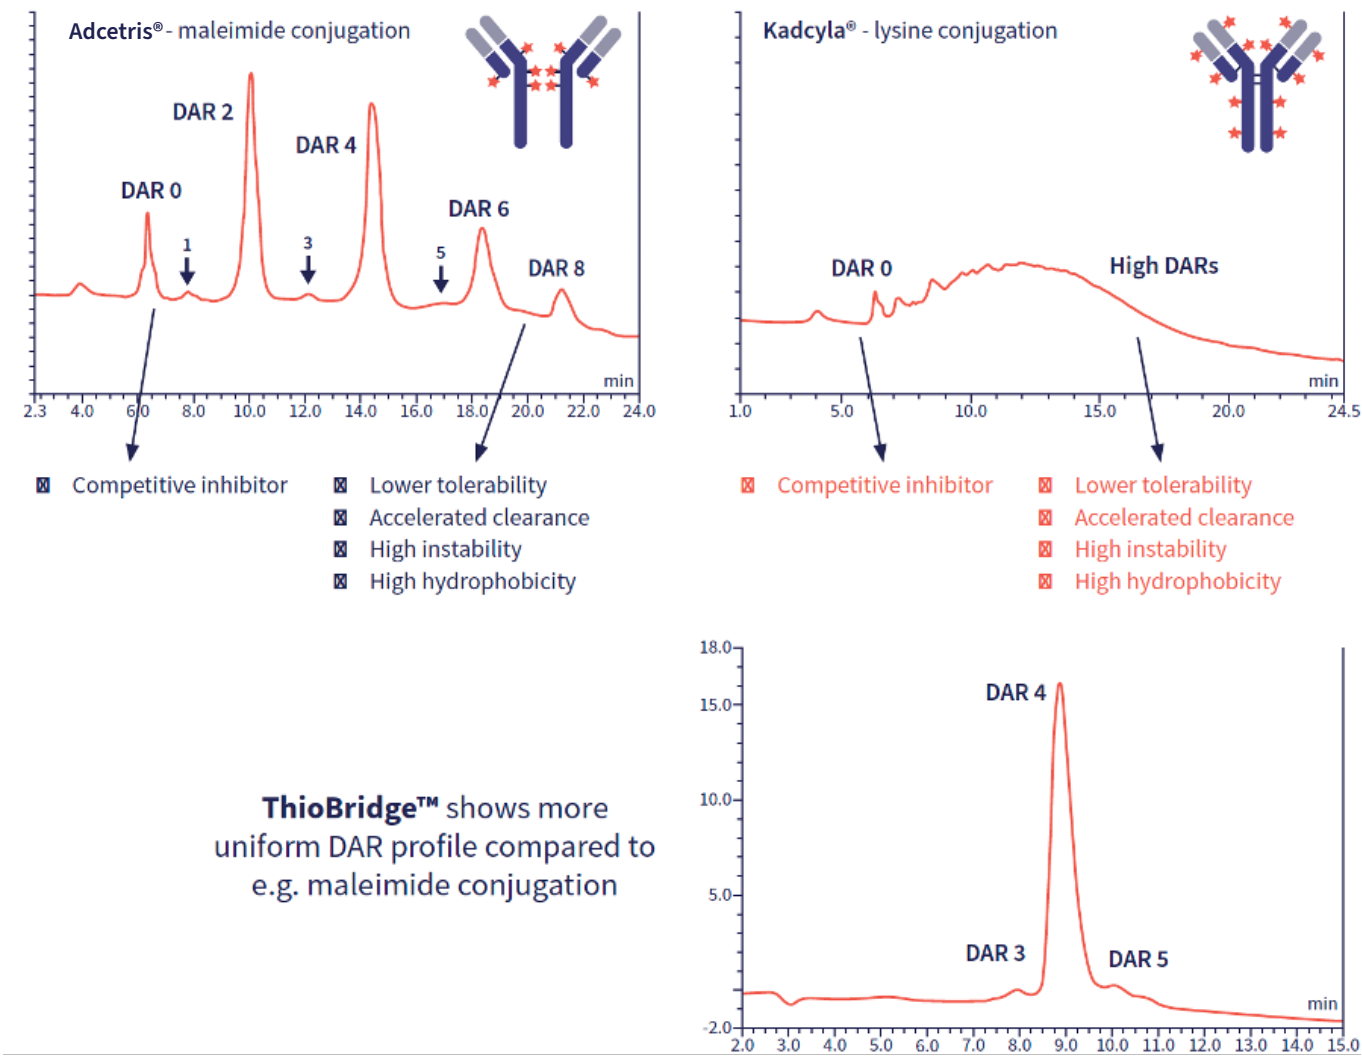 Adcetris® - maleimide conjugation
DAR 0
1
DAR 2
3
DAR 4
5
DAR 6
DAR 8
min
2.3 4.0 6.0 8.0 10.0 12.0 14.0 16.0 18.0 20.0 22.0 24.0
Competitive inhibitor
Lower tolerability
Accelerated clearance
High instability
High hydrophobicity
Kadcyla® - lysine conjugation
DAR 0
High DARs
min
1.0 5.0 10.0 15.0 20.0 24.5
Competitive inhibitor
Lower tolerability
Accelerated clearance
High instability
High hydrophobicity
ThioBridge™ shows more
uniform DAR profile compared to
e.g. maleimide conjugation
18.0
15.0
10.0
5.0
-2.0
DAR 4
DAR 3
DAR 5
min
2.0 3.0 4.0 5.0 6.0 7.0 8.0 9.0 10.0 11.0 12.0 13.0 14.0 15.0